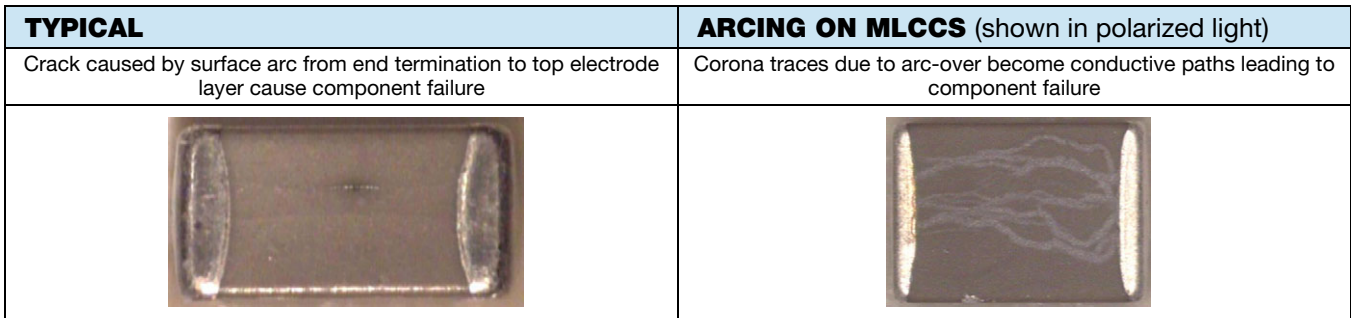 TYPICAL
ARCING ON MLCCS (shown in polarized light)
Crack caused by surface arc from end termination to top electrode
layer cause component failure
Corona traces due to arc-over become conductive paths leading to
component failure